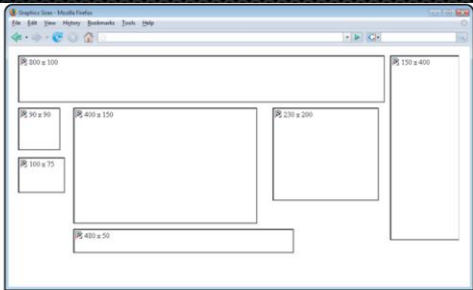 Graphics Sizes - Mozilla Firefox
File Edit View History Bookmarks Tools Help
800 x 100
150 x 400
90 x 90
400 x 150
230 x 200
100 x 75
480 x 50